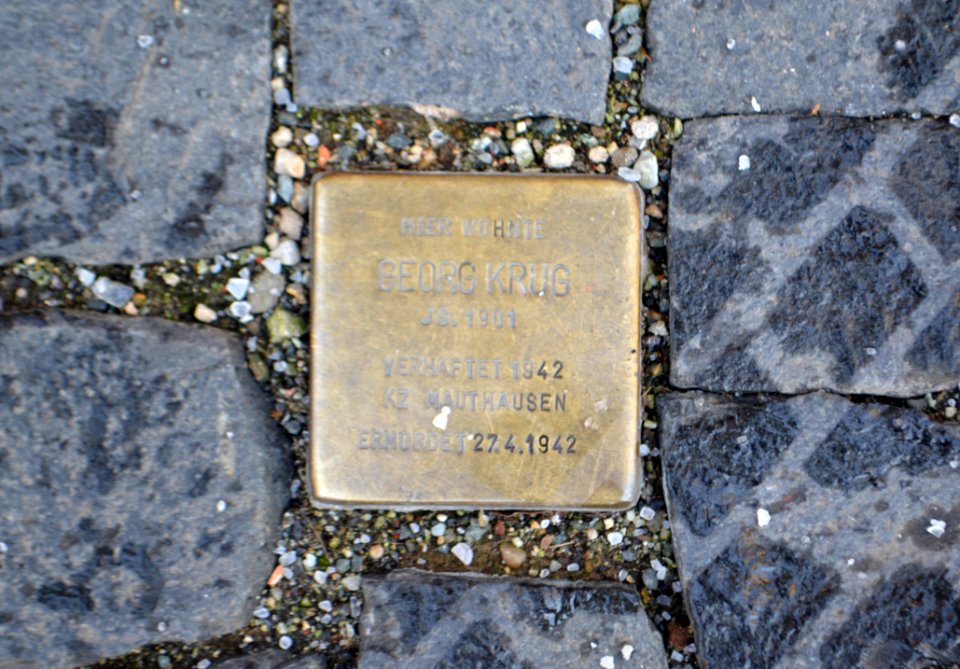 HIER WOHNTE
GEORG KRUG
JG. 1901
VERHAFTET 1942
KZ MAUTHAUSEN
ERMORDET 27.4.1942